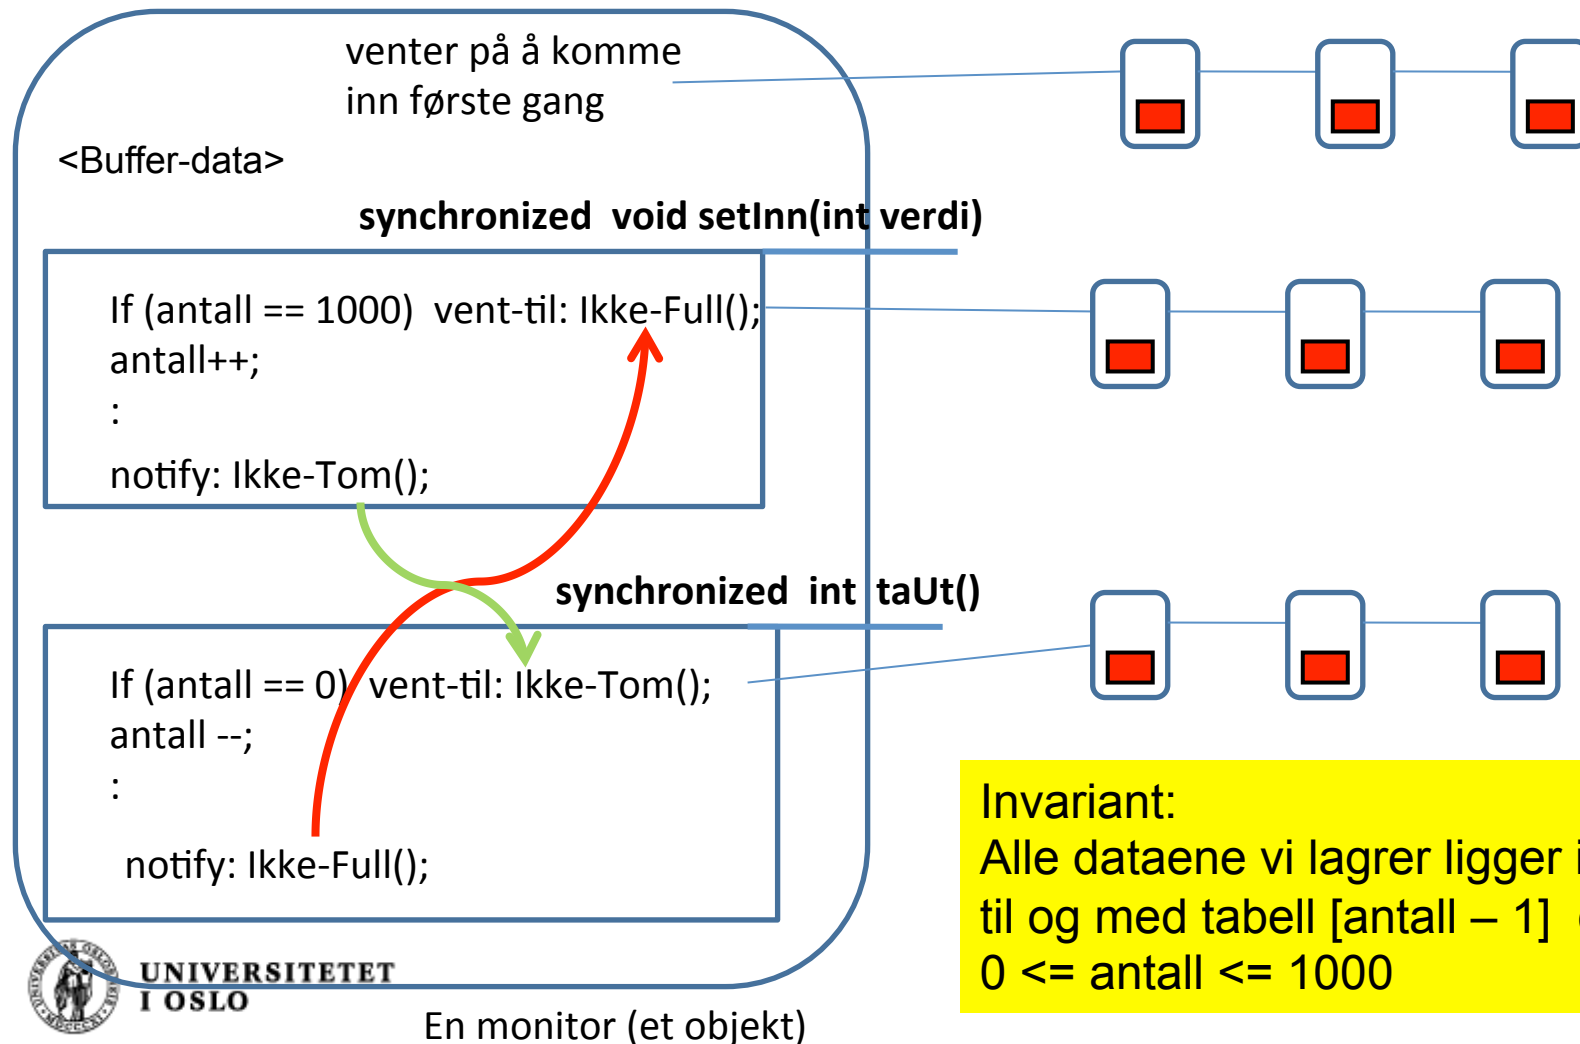 venter på å komme
inn første gang
<Buffer-data>
synchronized void setInn(int verdi)
If (antall == 1000) vent-til: Ikke-Full();
antall++;
:
notify: Ikke-Tom();
synchronized int taUt()
If (antall == 0) vent-til: Ikke-Tom();
antall --;
:
notify: Ikke-Full();
Invariant:
Alle dataene vi lagrer ligger i
til og med tabell [antall – 1]
0 <= antall <= 1000
UNIVERSITETET
I OSLO
En monitor (et objekt)